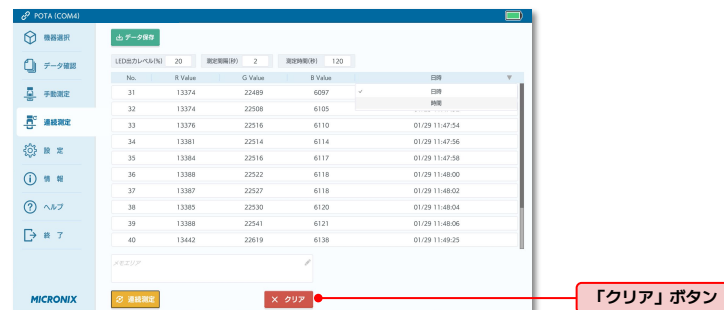 POTA (COM4)
機器選択
データ確認
手動測定
連続測定
設 定
情 報
ヘルプ
終 了
MICRONIX
データ保存
LED出力レベル(%) 20 測定間隔(秒) 2 測定時間(秒) 120
No. R Value G Value B Value 日時 ▼
31 13374 22489 6097
✓ 日時
時間
32 13374 22508 6105
33 13376 22516 6110 01/29 11:47:54
34 13381 22514 6114 01/29 11:47:56
35 13384 22516 6117 01/29 11:47:58
36 13388 22522 6118 01/29 11:48:00
37 13387 22527 6118 01/29 11:48:02
38 13385 22530 6120 01/29 11:48:04
39 13388 22541 6121 01/29 11:48:06
40 13442 22619 6138 01/29 11:49:25
メモエリア
連続測定
× クリア
「クリア」ボタン